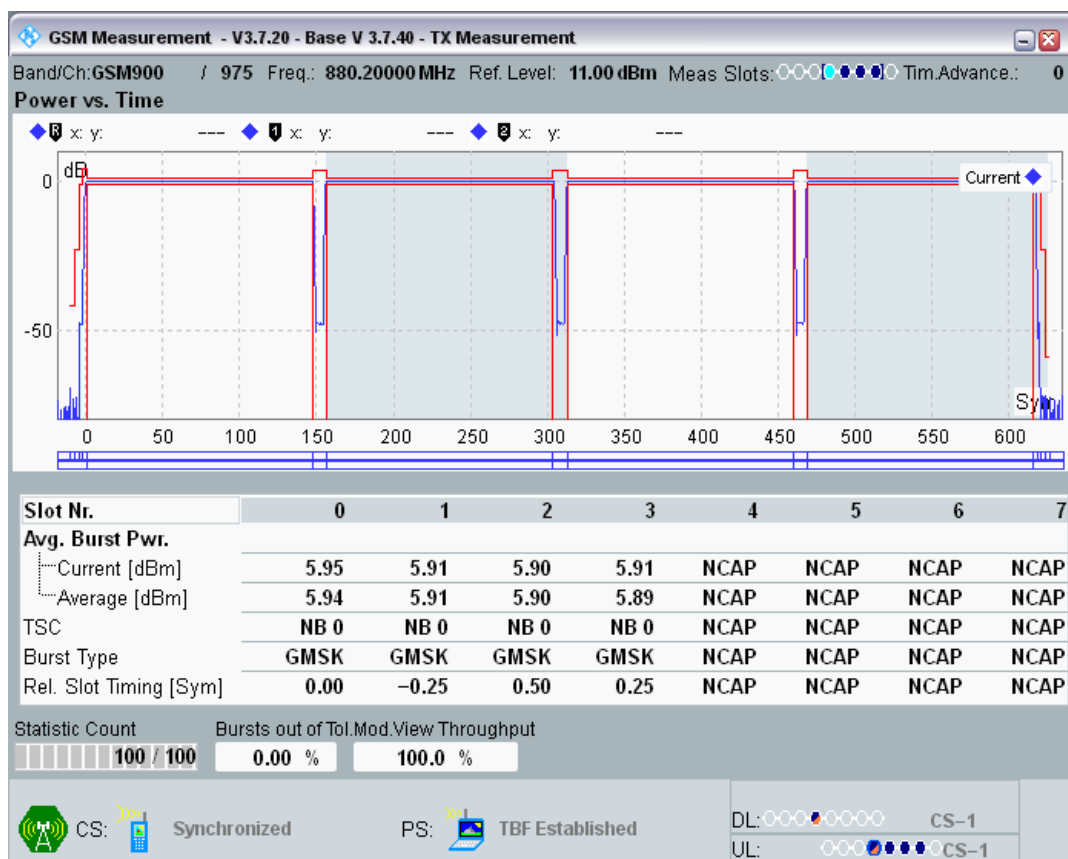 GSM Measurement - V3.7.20 - Base V 3.7.40 - TX Measurement
Band/Ch:GSM900 / 975 Freq.: 880.20000 MHz Ref. Level: 11.00 dBm Meas Slots: Tim.Advance.: 0
Power vs. Time
R x: y: --- 1 x: y: --- 2 x: y: ---
dB
Current
0
-50
Sym
0 50 100 150 200 250 300 350 400 450 500 550 600
Slot Nr. 0 1 2 3 4 5 6 7
Avg. Burst Pwr.
Current [dBm] 5.95 5.91 5.90 5.91 NCAP NCAP NCAP NCAP
Average [dBm] 5.94 5.91 5.90 5.89 NCAP NCAP NCAP NCAP
TSC NB 0 NB 0 NB 0 NB 0 NCAP NCAP NCAP NCAP
Burst Type GMSK GMSK GMSK GMSK NCAP NCAP NCAP NCAP
Rel. Slot Timing [Sym] 0.00 −0.25 0.50 0.25 NCAP NCAP NCAP NCAP
Statistic Count Bursts out of Tol.Mod.View Throughput
100 / 100 0.00 % 100.0 %
CS: Synchronized PS: TBF Established DL: CS−1
UL: CS−1